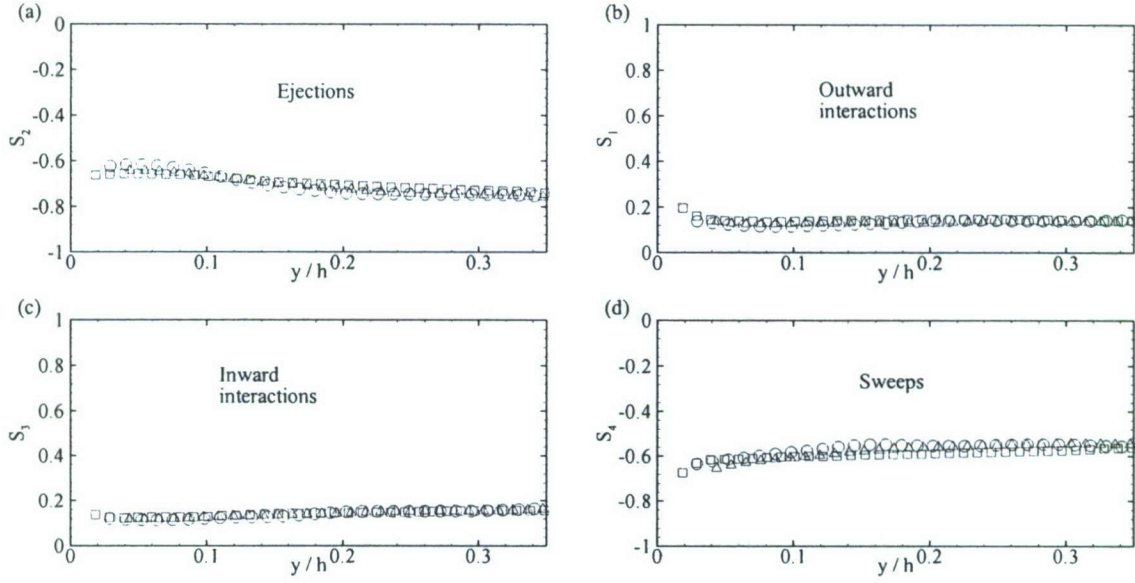 (a)
0
-0.2
-0.4
-0.6
-0.8
-1
S2
Ejections
0
0.1
0.2
0.3
y / h
(b)
1
0.8
0.6
0.4
0.2
0
S1
Outward
interactions
0
0.1
0.2
0.3
y / h
(c)
1
0.8
0.6
0.4
0.2
0
S3
Inward
interactions
0
0.1
0.2
0.3
y / h
(d)
0
-0.2
-0.4
-0.6
-0.8
-1
S4
Sweeps
0
0.1
0.2
0.3
y / h